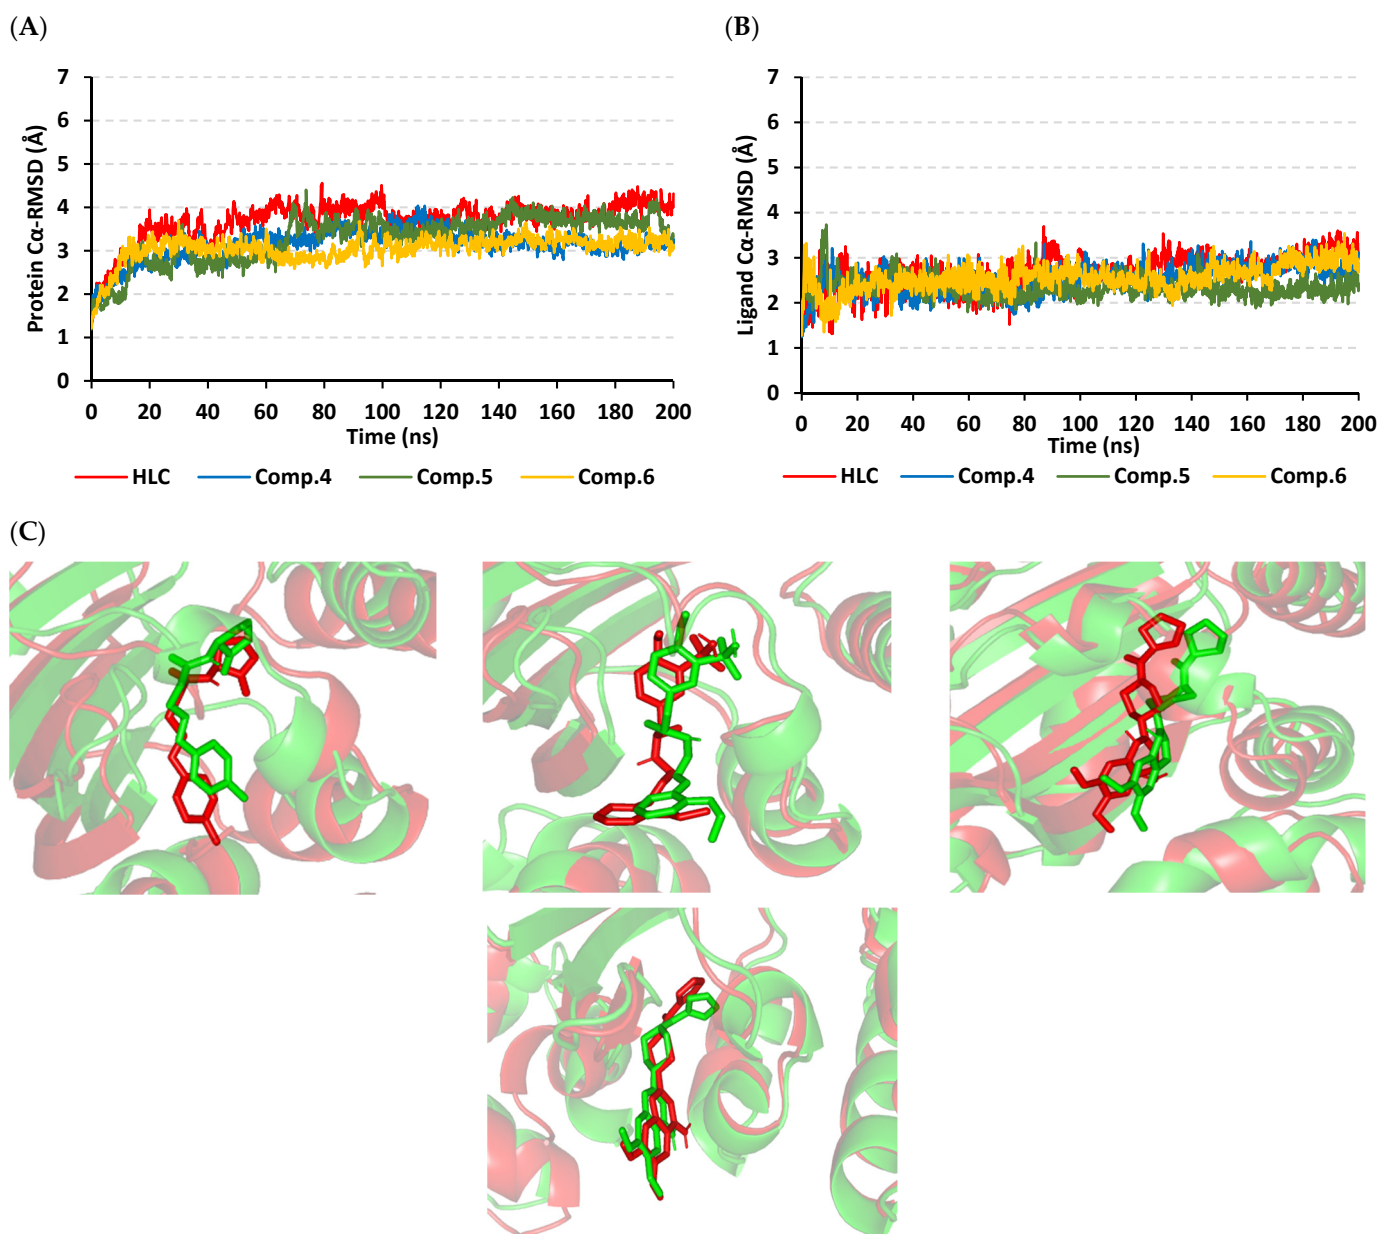 (A)
7
6
5
4
3
2
1
0
Protein Cα-RMSD (Å)
0 20 40 60 80 100 120 140 160 180 200
Time (ns)
HLC Comp.4 Comp.5 Comp.6
(B)
7
6
5
4
3
2
1
0
Ligand Cα-RMSD (Å)
0 20 40 60 80 100 120 140 160 180 200
Time (ns)
HLC Comp.4 Comp.5 Comp.6
(C)